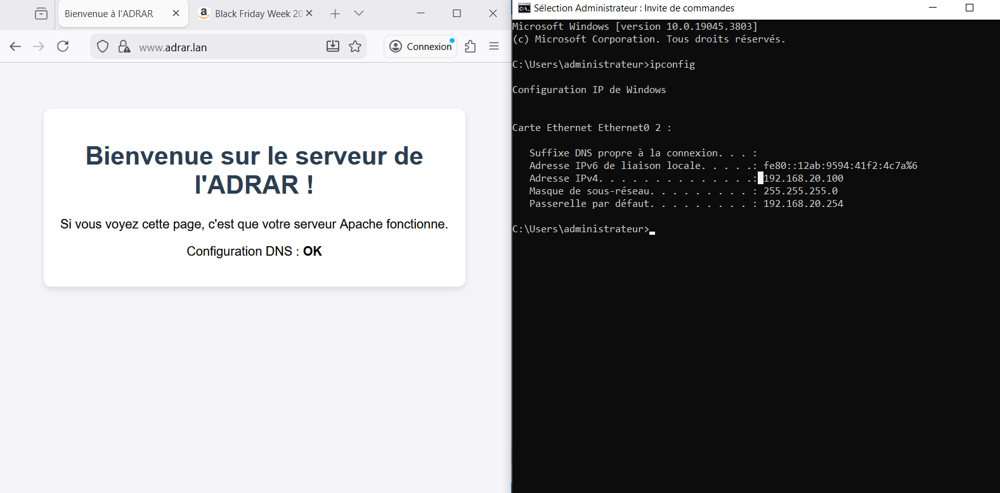 Bienvenue à l'ADRAR
Black Friday Week 20
www.adrar.lan
Connexion
Bienvenue sur le serveur de
l'ADRAR !
Si vous voyez cette page, c'est que votre serveur Apache fonctionne.
Configuration DNS : OK
Sélection Administrateur : Invite de commandes
Microsoft Windows [version 10.0.19045.3803]
(c) Microsoft Corporation. Tous droits réservés.
C:\Users\administrateur>ipconfig
Configuration IP de Windows
Carte Ethernet Ethernet0 2 :
Suffixe DNS propre à la connexion. . . :
Adresse IPv6 de liaison locale. . . . .: fe80::12ab:9594:41f2:4c7a%6
Adresse IPv4. . . . . . . . . . . . . .: 192.168.20.100
Masque de sous-réseau. . . . . . . . . : 255.255.255.0
Passerelle par défaut. . . . . . . . . : 192.168.20.254
C:\Users\administrateur>